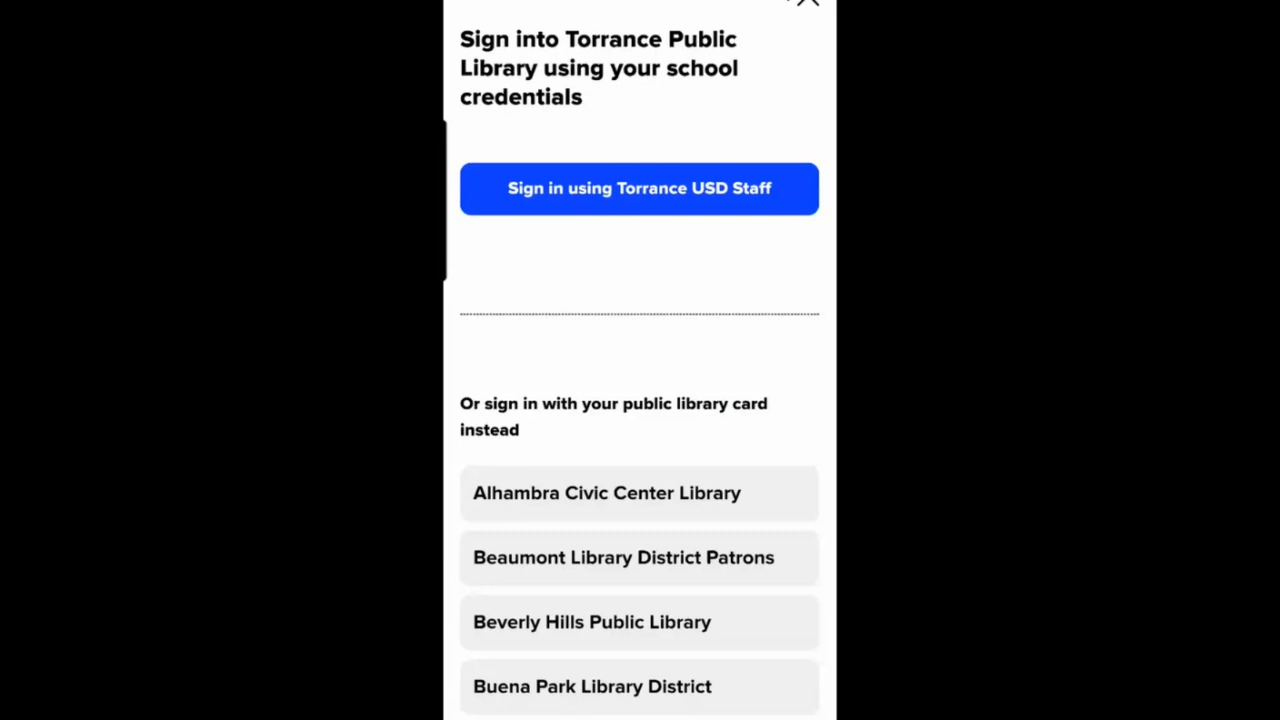 Sign into Torrance Public
Library using your school
credentials
Sign in using Torrance USD Staff
Or sign in with your public library card
instead
Alhambra Civic Center Library
Beaumont Library District Patrons
Beverly Hills Public Library
Buena Park Library District